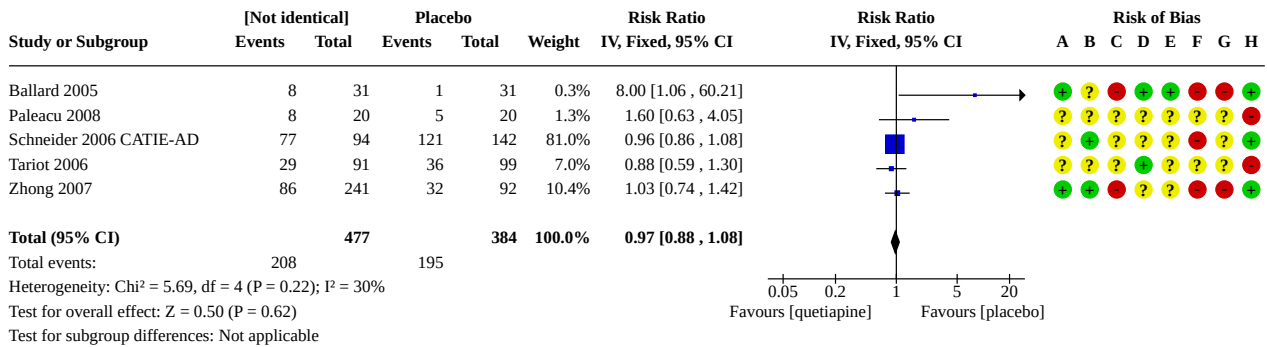 [Not identical] Placebo Risk Ratio Risk Ratio Risk of Bias
Study or Subgroup Events Total Events Total Weight IV, Fixed, 95% CI IV, Fixed, 95% CI A B C D E F G H
Ballard 2005 8 31 1 31 0.3% 8.00 [1.06 , 60.21] + ? - + + - - +
Paleacu 2008 8 20 5 20 1.3% 1.60 [0.63 , 4.05] ? ? ? ? ? ? ? -
Schneider 2006 CATIE-AD 77 94 121 142 81.0% 0.96 [0.86 , 1.08] ? + ? ? ? - ? +
Tariot 2006 29 91 36 99 7.0% 0.88 [0.59 , 1.30] ? ? ? + ? ? ? -
Zhong 2007 86 241 32 92 10.4% 1.03 [0.74 , 1.42] + + - ? ? - - +
Total (95% CI) 477 384 100.0% 0.97 [0.88 , 1.08]
Total events: 208 195
Heterogeneity: Chi² = 5.69, df = 4 (P = 0.22); I² = 30%
0.05 0.2 1 5 20
Test for overall effect: Z = 0.50 (P = 0.62)
Favours [quetiapine] Favours [placebo]
Test for subgroup differences: Not applicable